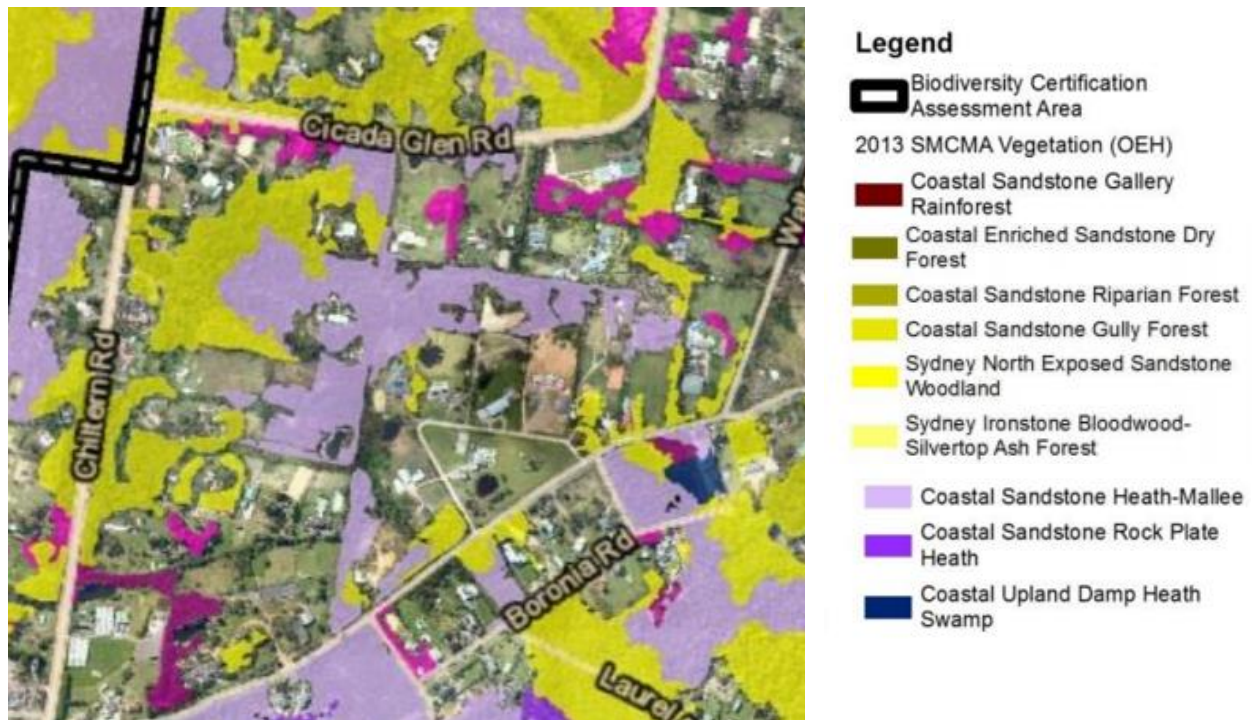 Cicada Glen Rd
Chiltern Rd
Boronia Rd
Laurel
Legend
Biodiversity Certification
Assessment Area
2013 SMCMA Vegetation (OEH)
Coastal Sandstone Gallery
Rainforest
Coastal Enriched Sandstone Dry
Forest
Coastal Sandstone Riparian Forest
Coastal Sandstone Gully Forest
Sydney North Exposed Sandstone
Woodland
Sydney Ironstone Bloodwood-
Silvertop Ash Forest
Coastal Sandstone Heath-Mallee
Coastal Sandstone Rock Plate
Heath
Coastal Upland Damp Heath
Swamp